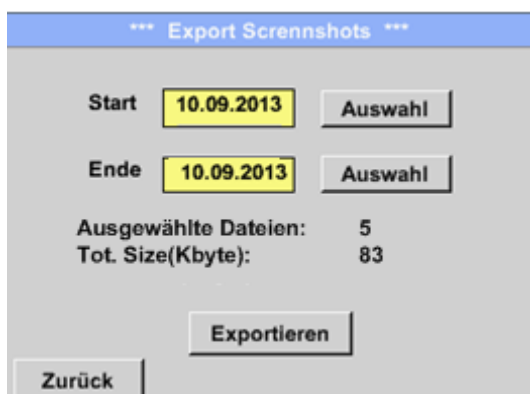 *** Export Scrennshots ***
Start 10.09.2013 Auswahl
Ende 10.09.2013 Auswahl
Ausgewählte Dateien: 5
Tot. Size(Kbyte): 83
Exportieren
Zurück